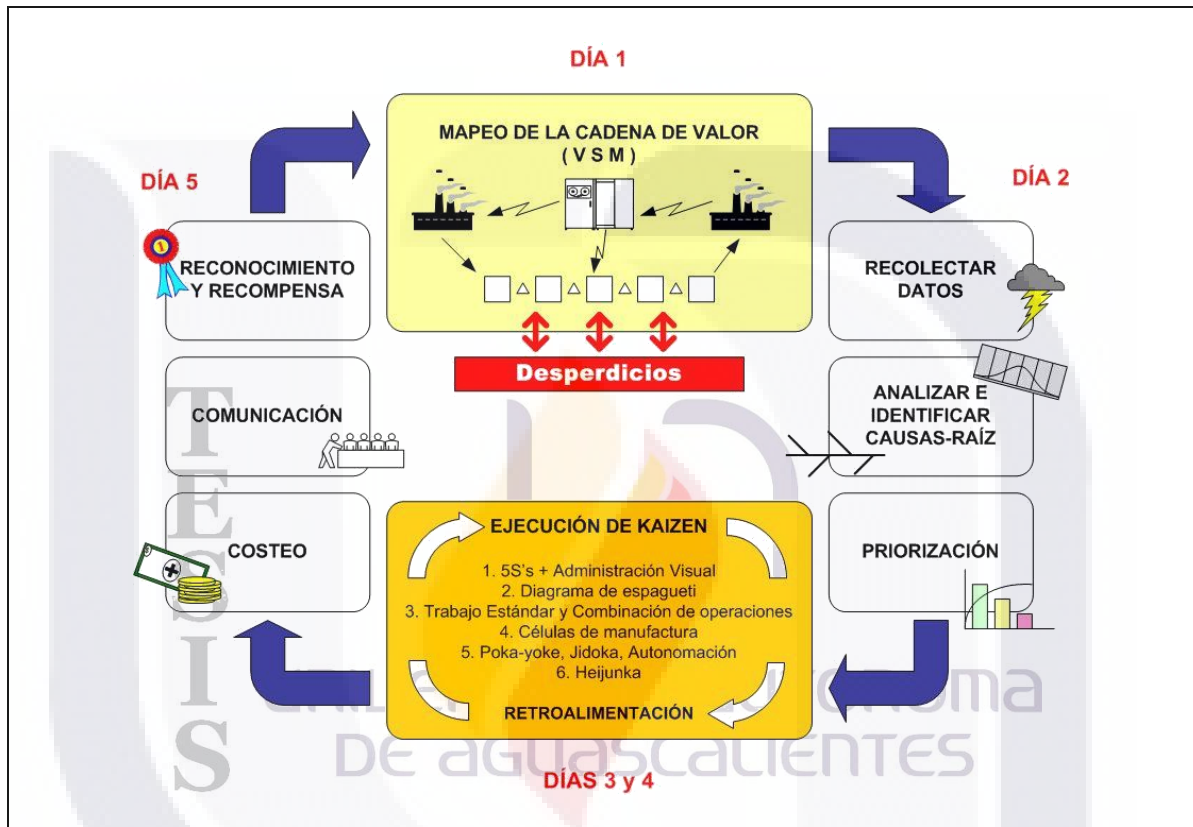 DÍA 1
MAPEO DE LA CADENA DE VALOR
( V S M )
Desperdicios
DÍA 2
RECOLECTAR
DATOS
ANALIZAR E
IDENTIFICAR
CAUSAS-RAÍZ
PRIORIZACIÓN
EJECUCIÓN DE KAIZEN
1. 5S's + Administración Visual
2. Diagrama de espagueti
3. Trabajo Estándar y Combinación de operaciones
4. Células de manufactura
5. Poka-yoke, Jidoka, Autonomación
6. Heijunka
RETROALIMENTACIÓN
DÍAS 3 y 4
DÍA 5
RECONOCIMIENTO
Y RECOMPENSA
1
COMUNICACIÓN
COSTEO
TESIS
DE AGUASCALIENTES